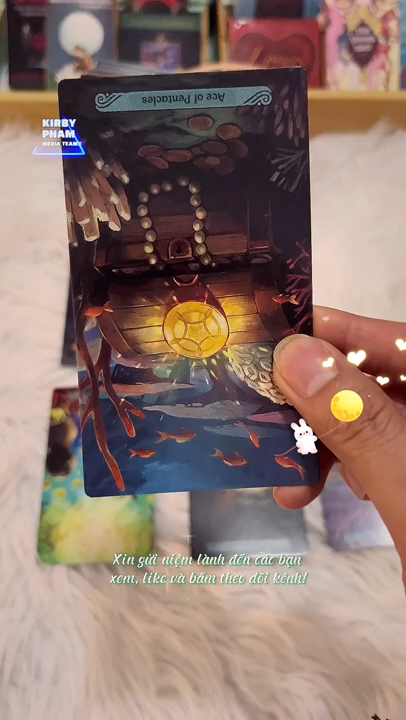 Ace of Pentacles
KIRBY
PHAM
MEDIA TEAM
Xin gửi niệm lành đến các bạn
xem, like và bấm theo dõi kênh!